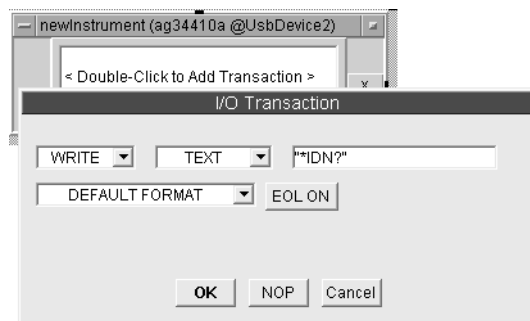 newInstrument (ag34410a @UsbDevice2)
< Double-Click to Add Transaction >
x
I/O Transaction
WRITE TEXT "*IDN?"
DEFAULT FORMAT EOL ON
OK NOP Cancel